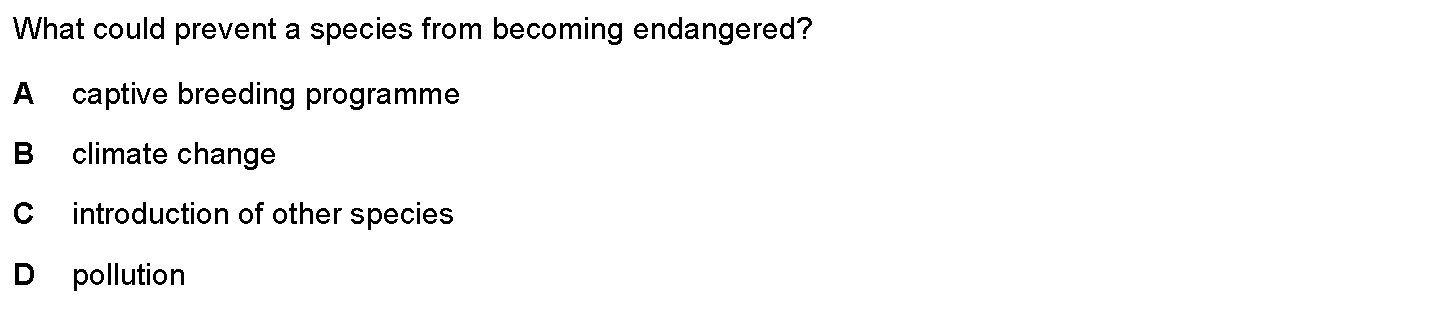 What could prevent a species from becoming endangered?
A captive breeding programme
B climate change
C introduction of other species
D pollution